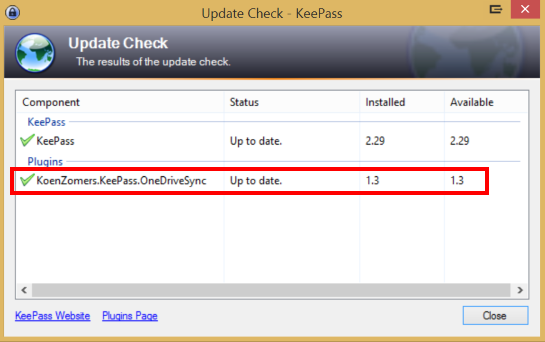 Update Check - KeePass
Update Check
The results of the update check.
Component Status Installed Available
KeePass
KeePass Up to date. 2.29 2.29
Plugins
KoenZomers.KeePass.OneDriveSync Up to date. 1.3 1.3
KeePass Website Plugins Page Close